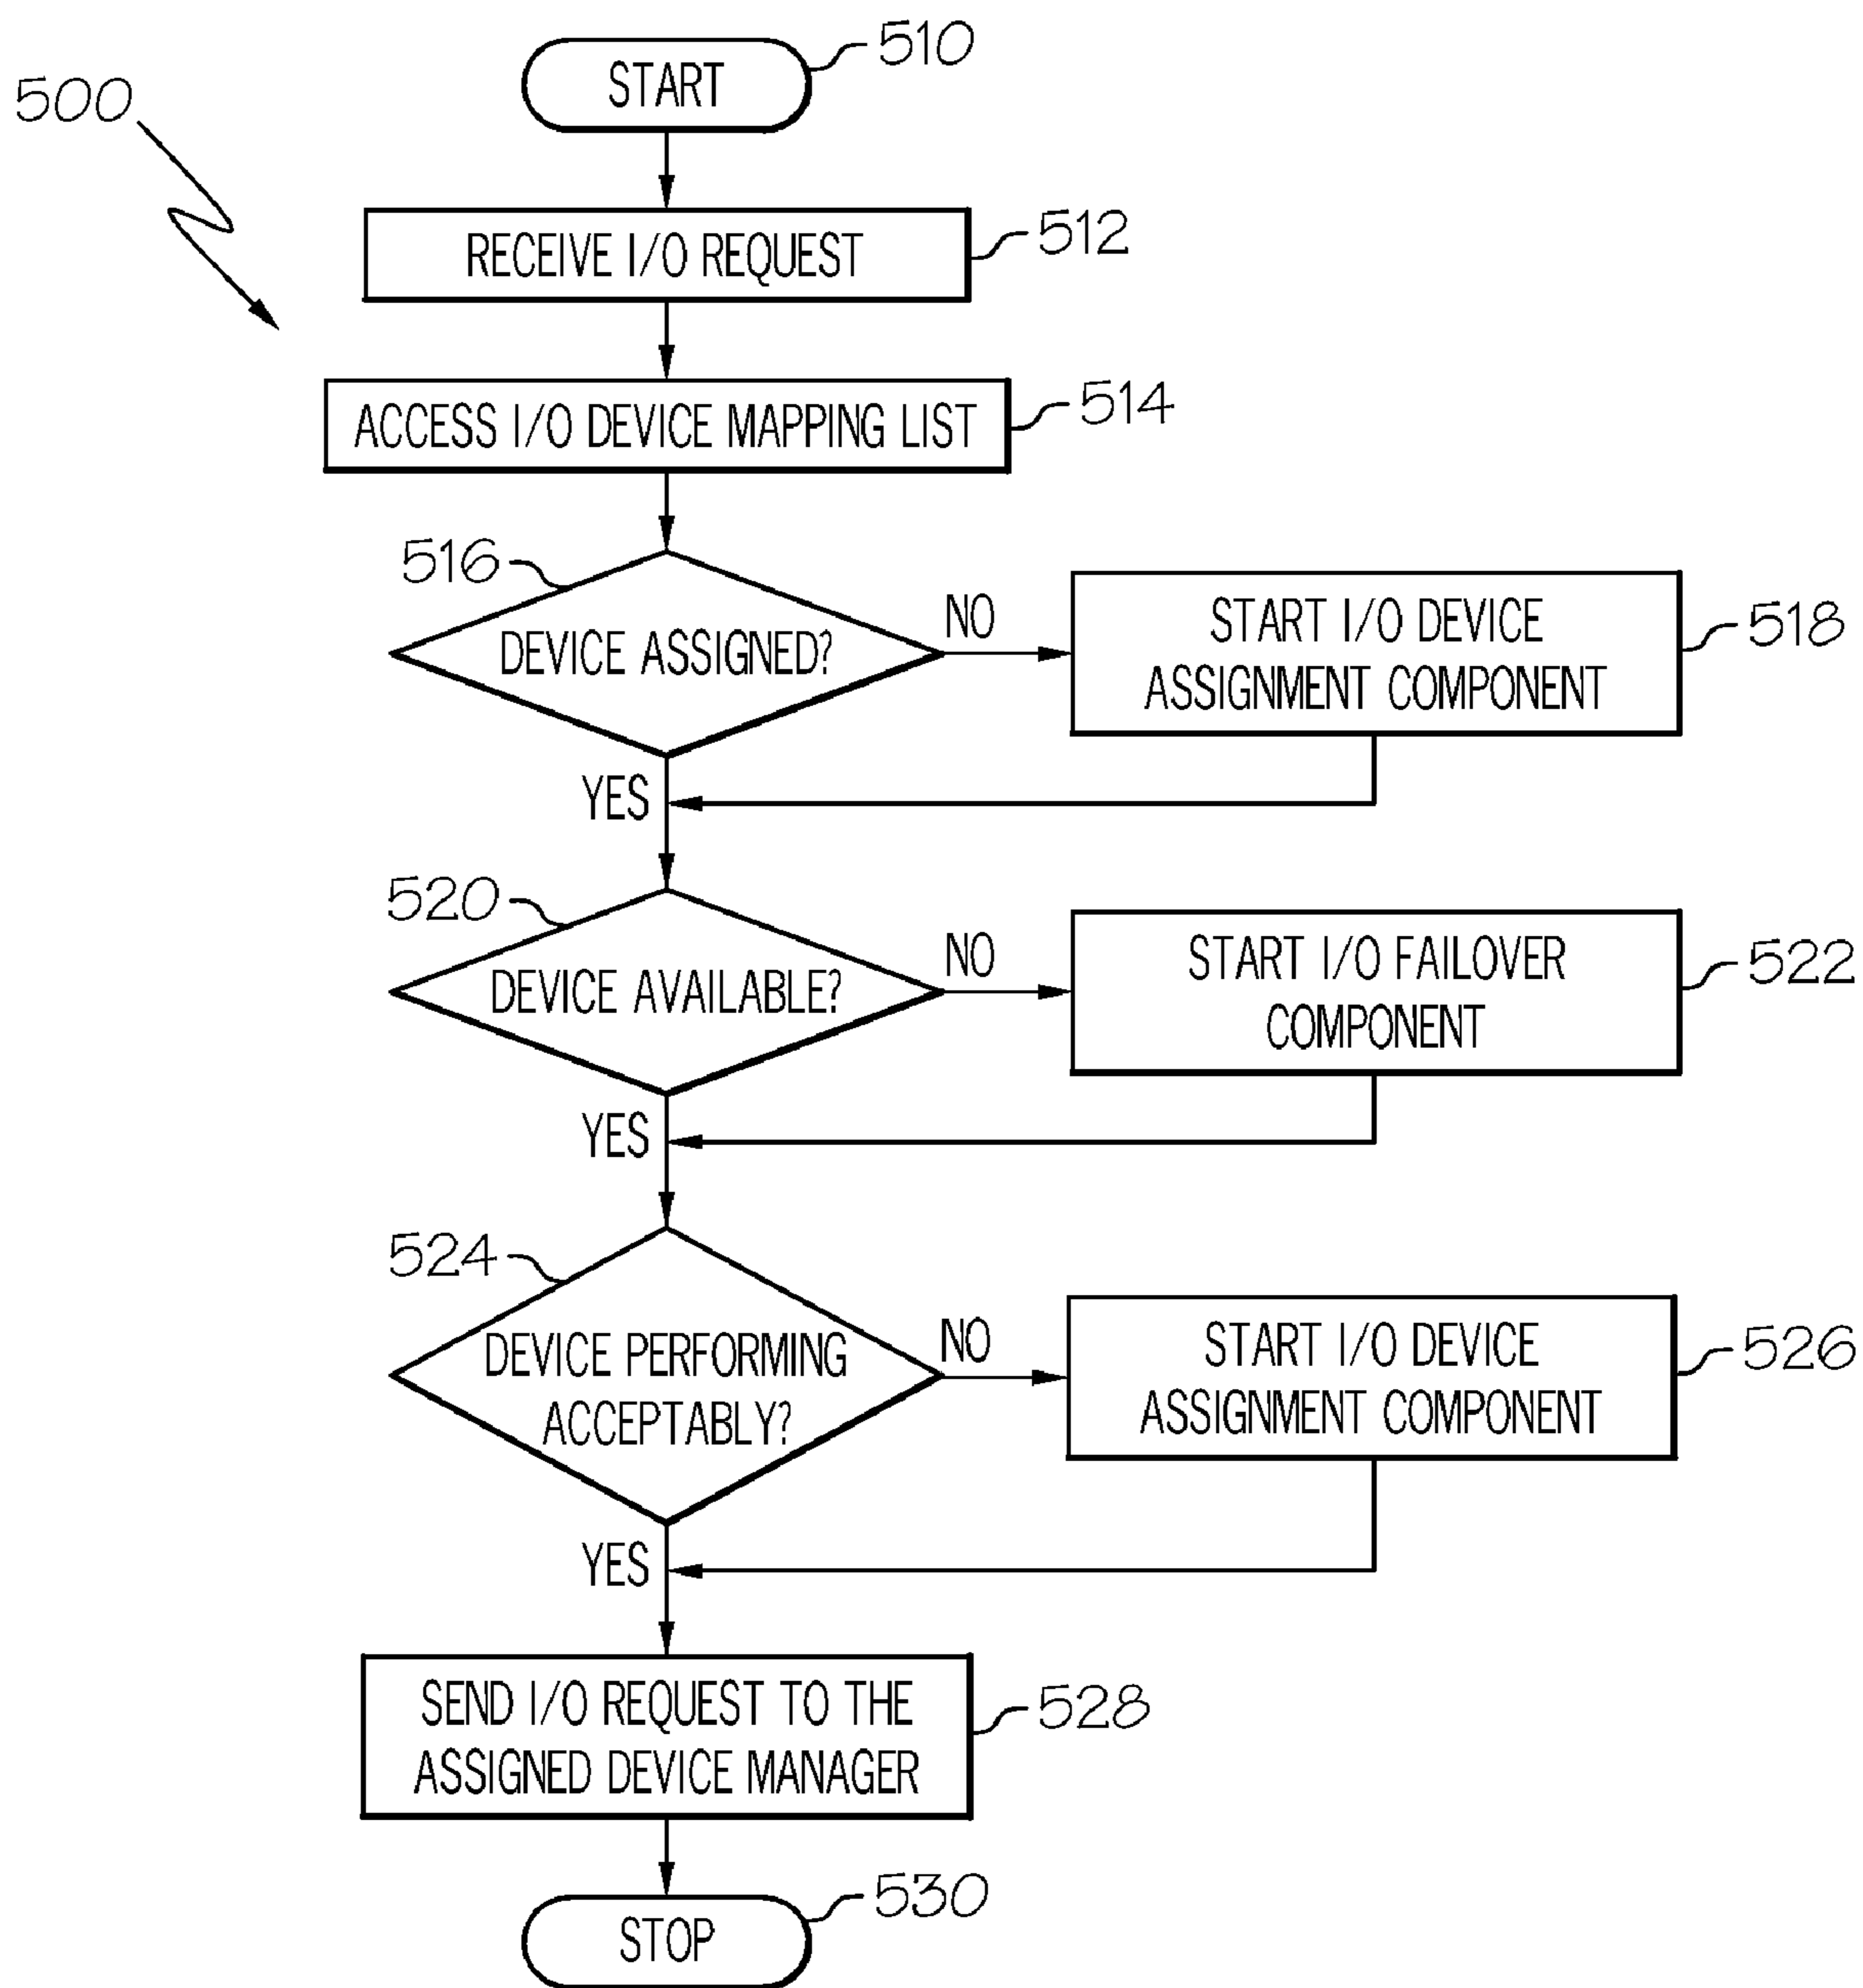 500
START
510
RECEIVE I/O REQUEST
512
ACCESS I/O DEVICE MAPPING LIST
514
516
DEVICE ASSIGNED?
NO
START I/O DEVICE
ASSIGNMENT COMPONENT
518
YES
520
DEVICE AVAILABLE?
NO
START I/O FAILOVER
COMPONENT
522
YES
524
DEVICE PERFORMING
ACCEPTABLY?
NO
START I/O DEVICE
ASSIGNMENT COMPONENT
526
YES
SEND I/O REQUEST TO THE
ASSIGNED DEVICE MANAGER
528
STOP
530